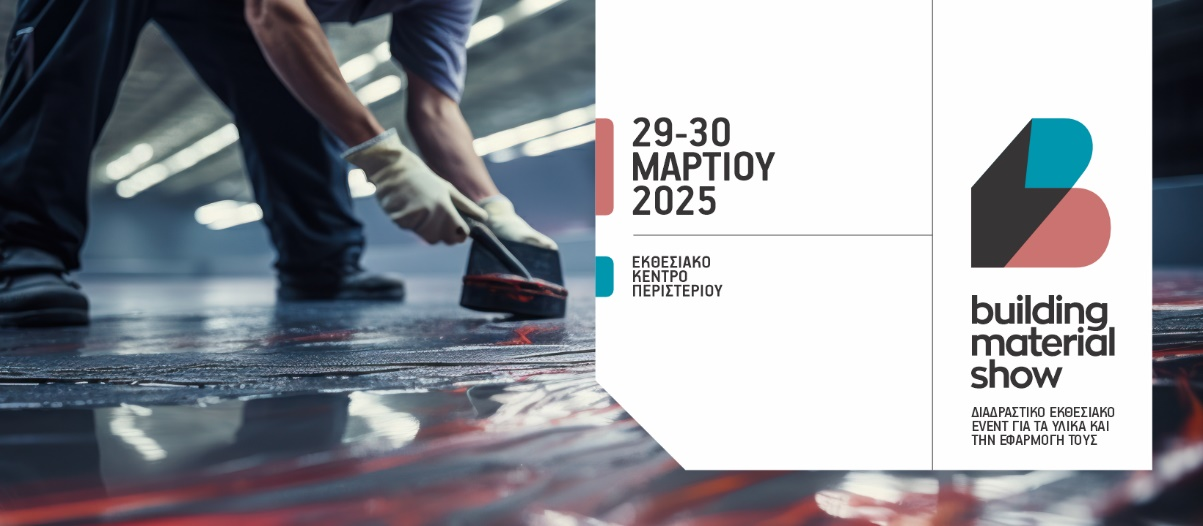 29-30
ΜΑΡΤΙΟΥ
2025
ΕΚΘΕΣΙΑΚΟ
ΚΕΝΤΡΟ
ΠΕΡΙΣΤΕΡΙΟΥ
building
material
show
ΔΙΑΔΡΑΣΤΙΚΟ ΕΚΘΕΣΙΑΚΟ
EVENT ΓΙΑ ΤΑ ΥΛΙΚΑ ΚΑΙ
ΤΗΝ ΕΦΑΡΜΟΓΗ ΤΟΥΣ